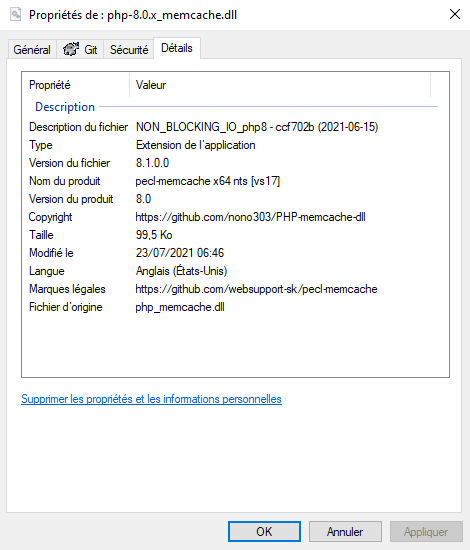 Propriétés de : php-8.0.x_memcache.dll
Général Git Sécurité Détails
Propriété Valeur
Description
Description du fichier NON_BLOCKING_IO_php8 - ccf702b (2021-06-15)
Type Extension de l'application
Version du fichier 8.1.0.0
Nom du produit pecl-memcache x64 nts [vs17]
Version du produit 8.0
Copyright https://github.com/nono303/PHP-memcache-dll
Taille 99,5 Ko
Modifié le 23/07/2021 06:46
Langue Anglais (États-Unis)
Marques légales https://github.com/websupport-sk/pecl-memcache
Fichier d'origine php_memcache.dll
Supprimer les propriétés et les informations personnelles
OK Annuler Appliquer